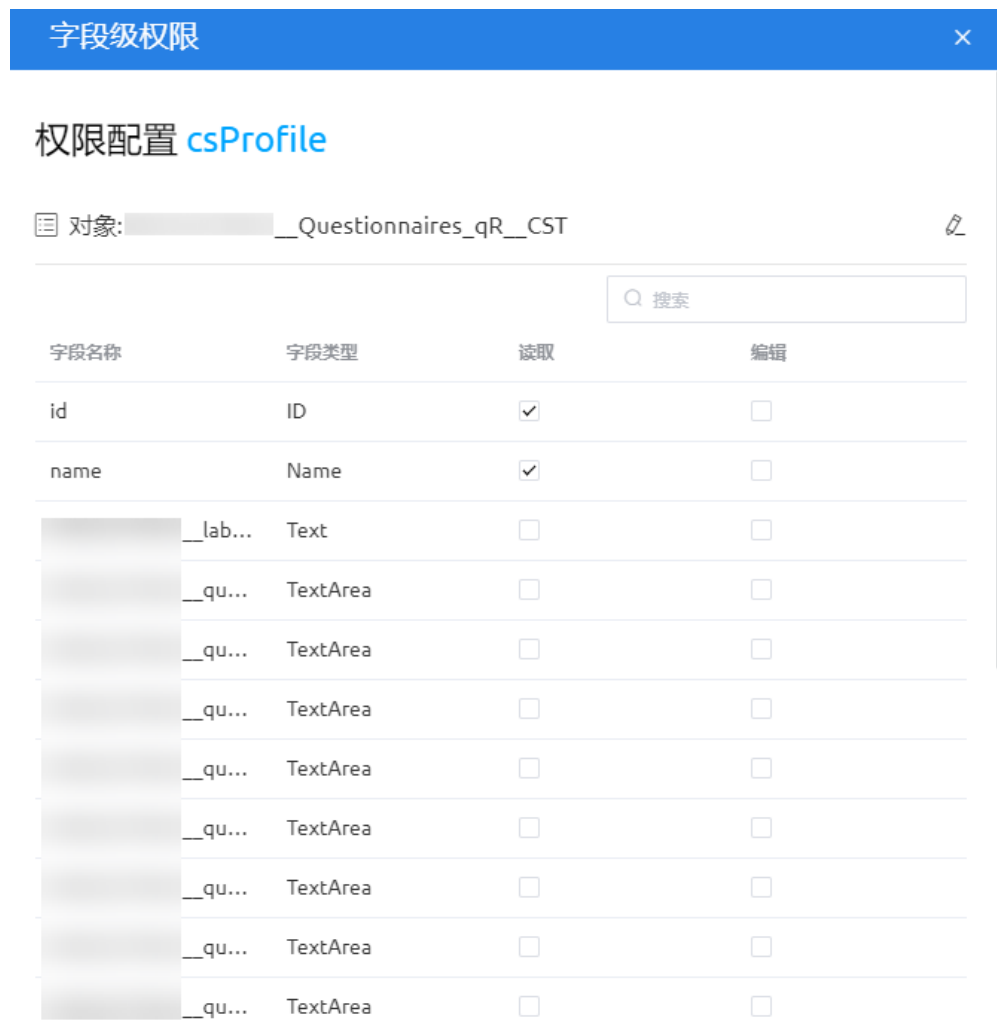 字段级权限
权限配置 csProfile
对象: __Questionnaires_qR__CST
搜索
字段名称 字段类型 读取 编辑
id ID
name Name
__lab... Text
__qu... TextArea
__qu... TextArea
__qu... TextArea
__qu... TextArea
__qu... TextArea
__qu... TextArea
__qu... TextArea
__qu... TextArea